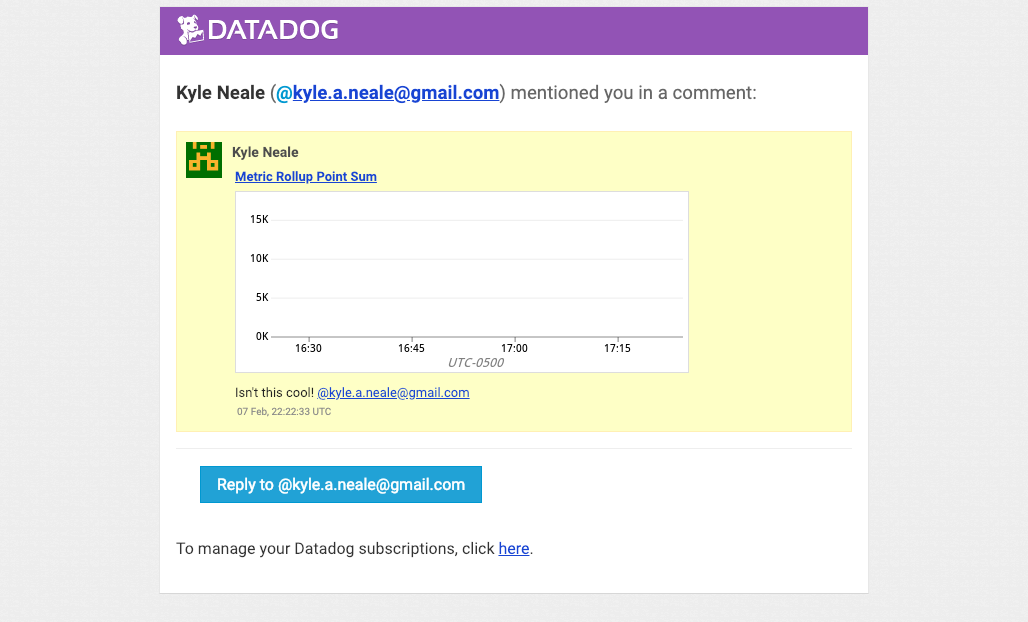 DATADOG
Kyle Neale (@kyle.a.neale@gmail.com) mentioned you in a comment:
Kyle Neale
Metric Rollup Point Sum
15K
10K
5K
0K
16:30 16:45 17:00 17:15
UTC-0500
Isn't this cool! @kyle.a.neale@gmail.com
07 Feb, 22:22:33 UTC
Reply to @kyle.a.neale@gmail.com
To manage your Datadog subscriptions, click here.